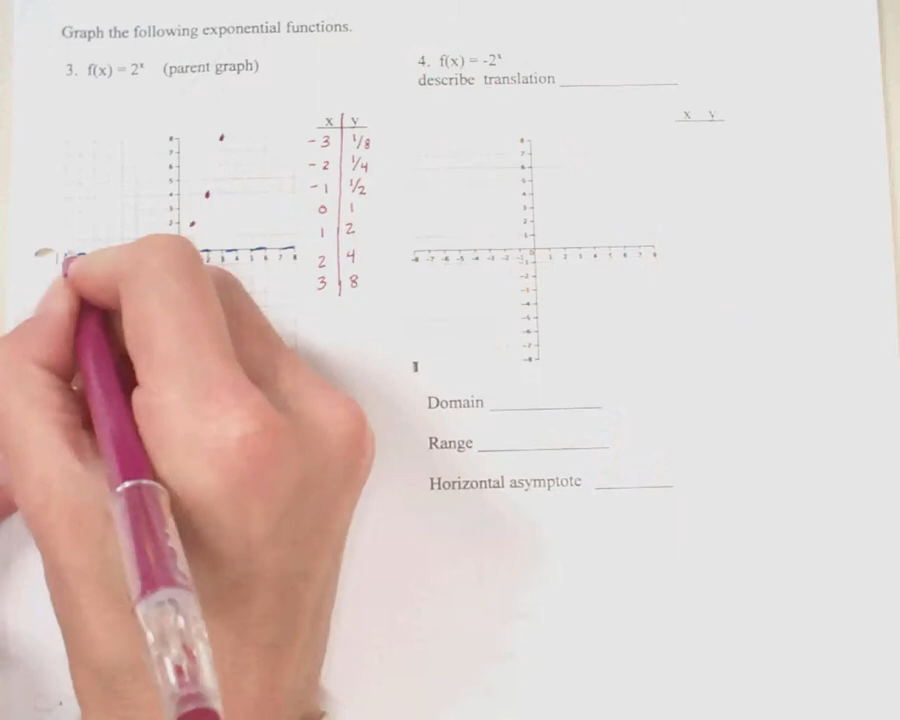 Graph the following exponential functions.
3. f(x) = 2ˣ (parent graph)
x y
-3 1/8
-2 1/4
-1 1/2
0 1
1 2
2 4
3 8
4. f(x) = -2ˣ
describe translation
x y
Domain
Range
Horizontal asymptote